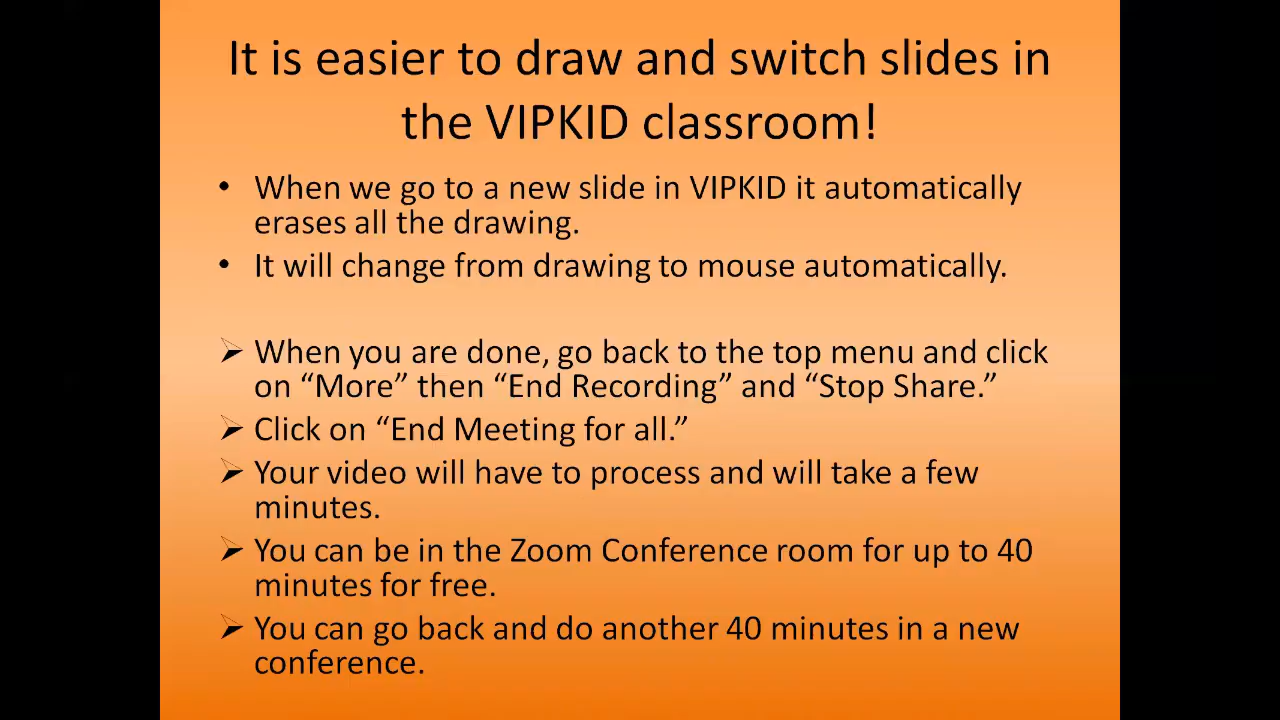 It is easier to draw and switch slides in
the VIPKID classroom!
• When we go to a new slide in VIPKID it automatically
erases all the drawing.
• It will change from drawing to mouse automatically.
➢ When you are done, go back to the top menu and click
on “More” then “End Recording” and “Stop Share.”
➢ Click on “End Meeting for all.”
➢ Your video will have to process and will take a few
minutes.
➢ You can be in the Zoom Conference room for up to 40
minutes for free.
➢ You can go back and do another 40 minutes in a new
conference.